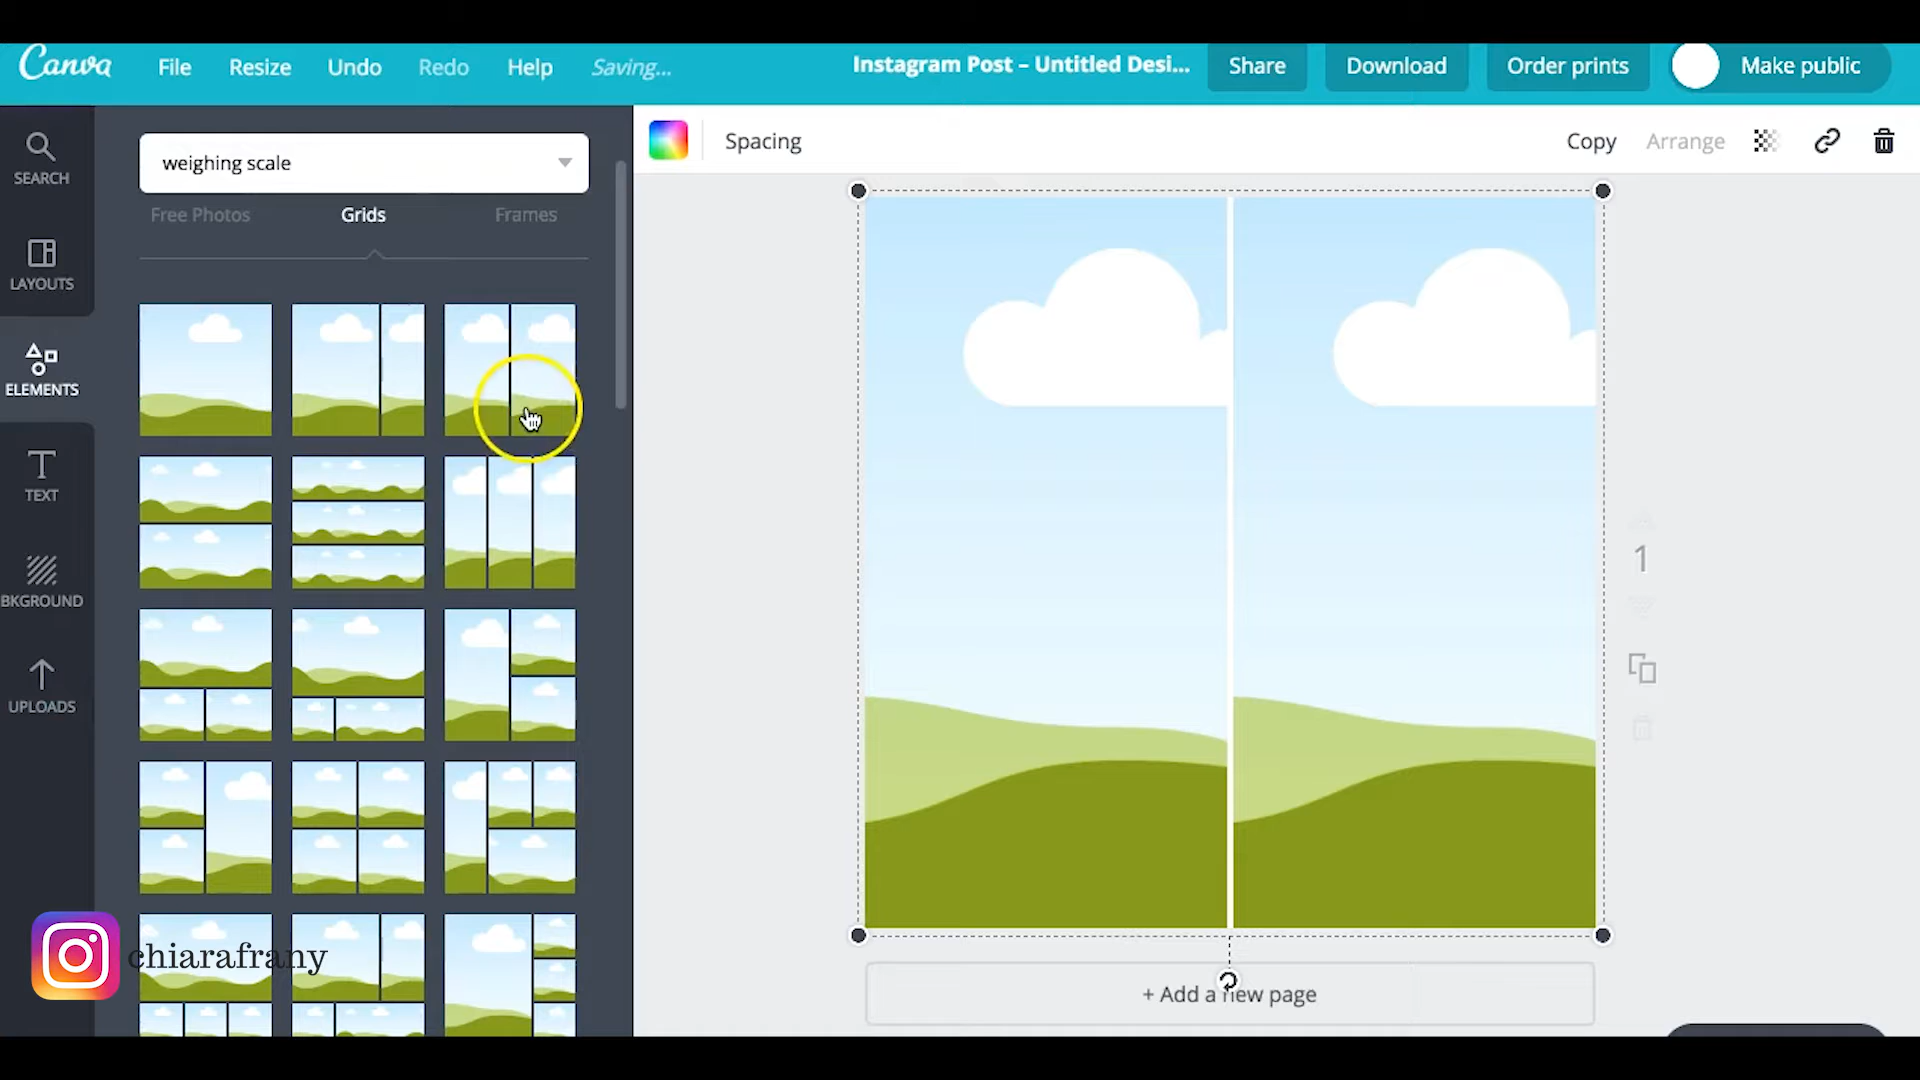 Canva
File
Resize
Undo
Redo
Help
Saving...
Instagram Post – Untitled Desi...
Share
Download
Order prints
Make public
SEARCH
LAYOUTS
ELEMENTS
TEXT
BKGROUND
UPLOADS
weighing scale
Free Photos
Grids
Frames
Spacing
Copy
Arrange
1
+ Add a new page
chiarafrany